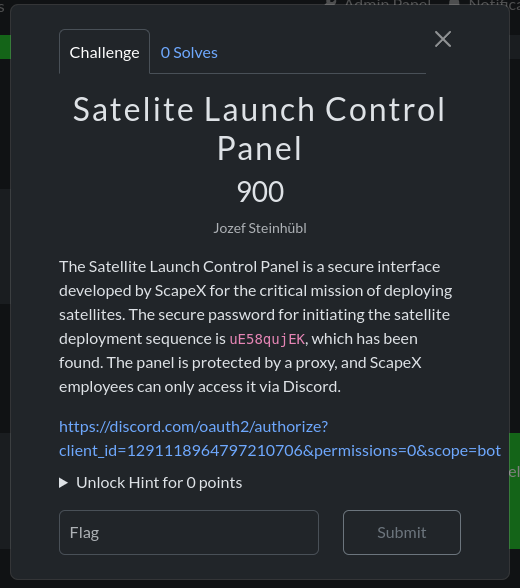 Admin Panel
Challenge
0 Solves
Satelite Launch Control
Panel
900
Jozef Steinhübl
The Satellite Launch Control Panel is a secure interface
developed by ScapeX for the critical mission of deploying
satellites. The secure password for initiating the satellite
deployment sequence is uE58qujEK, which has been
found. The panel is protected by a proxy, and ScapeX
employees can only access it via Discord.
https://discord.com/oauth2/authorize?
client_id=1291118964797210706&permissions=0&scope=bot
Unlock Hint for 0 points
Flag
Submit